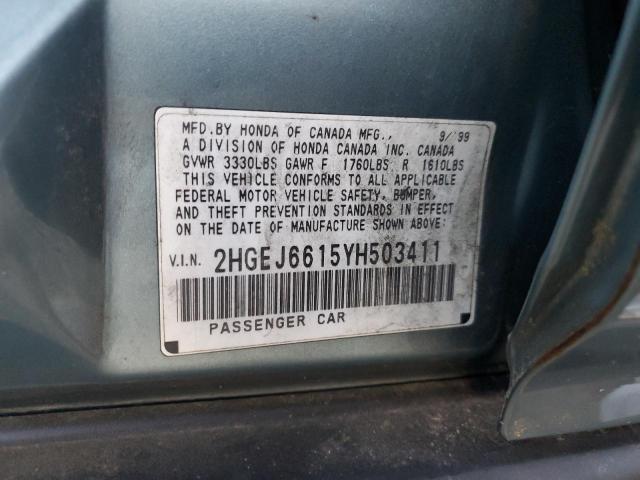 MFD.BY HONDA OF CANADA MFG., 9/'99
A DIVISION OF HONDA CANADA INC. CANADA
GVWR 3330LBS GAWR F 1760LBS R 1610LBS
THIS VEHICLE CONFORMS TO ALL APPLICABLE
FEDERAL MOTOR VEHICLE SAFETY, BUMPER,
AND THEFT PREVENTION STANDARDS IN EFFECT
ON THE DATE OF MANUFACTURE SHOWN ABOVE:
V.I.N. 2HGEJ6615YH503411
PASSENGER CAR